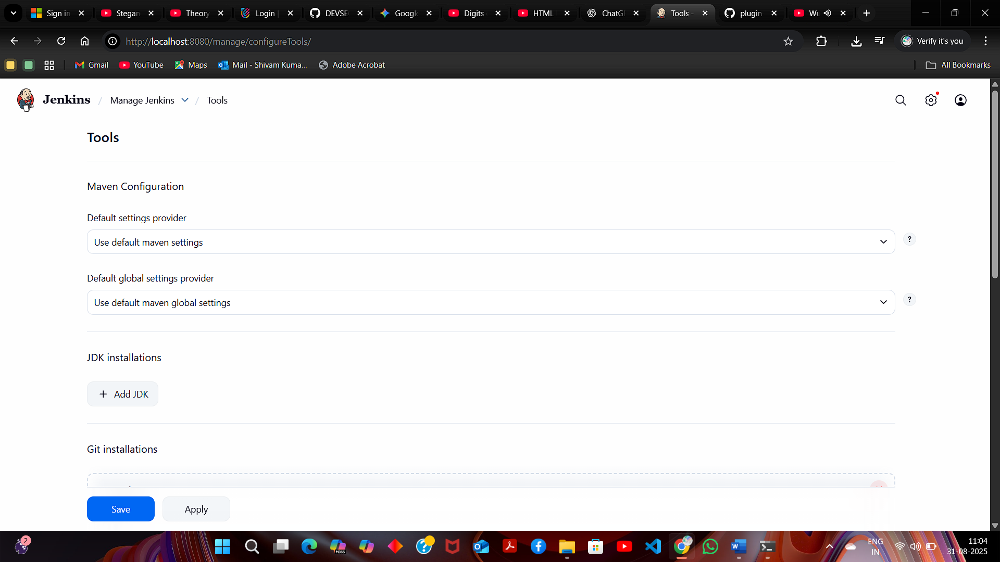 Sign in
Stegan
Theory
Login |
DEVSE
Google
Digits
HTML
ChatG
Tools -
plugin
Wu
http://localhost:8080/manage/configureTools/
Verify it's you
Gmail
YouTube
Maps
Mail - Shivam Kuma...
Adobe Acrobat
All Bookmarks
Jenkins / Manage Jenkins / Tools
Tools
Maven Configuration
Default settings provider
Use default maven settings
?
Default global settings provider
Use default maven global settings
?
JDK installations
+ Add JDK
Git installations
Save
Apply
2
M365
ENG
IN
11:04
31-08-2025